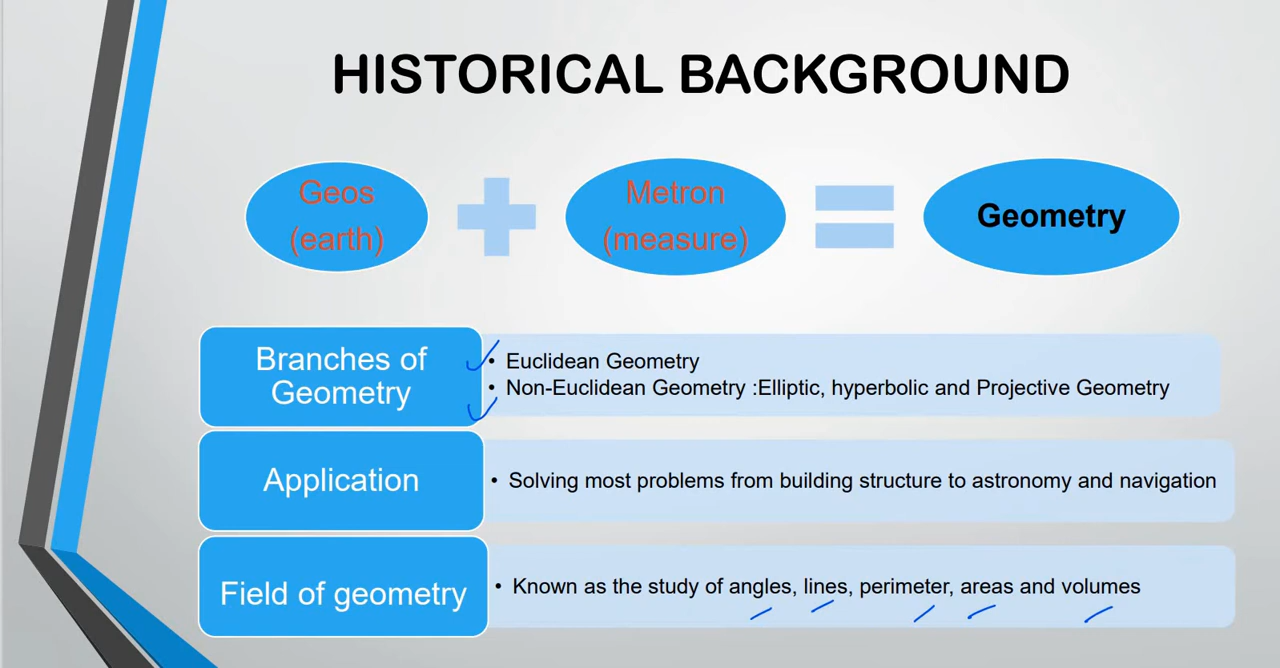 HISTORICAL BACKGROUND
Geos
(earth)
Metron
(measure)
Geometry
Branches of
Geometry
• Euclidean Geometry
• Non-Euclidean Geometry :Elliptic, hyperbolic and Projective Geometry
Application
• Solving most problems from building structure to astronomy and navigation
Field of geometry
• Known as the study of angles, lines, perimeter, areas and volumes